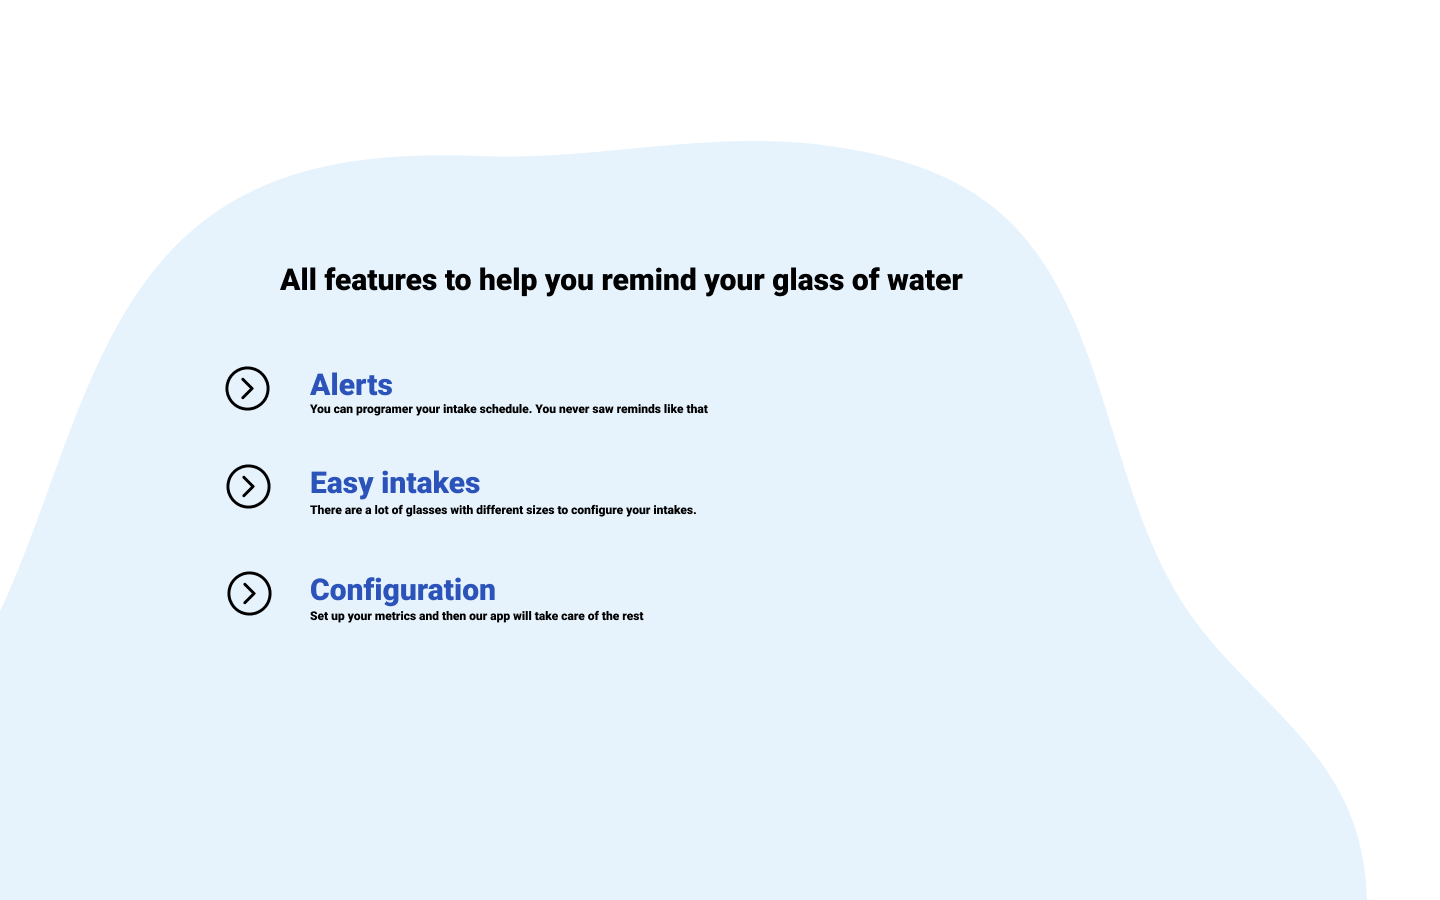 All features to help you remind your glass of water
Alerts
You can programer your intake schedule. You never saw reminds like that
Easy intakes
There are a lot of glasses with different sizes to configure your intakes.
Configuration
Set up your metrics and then our app will take care of the rest